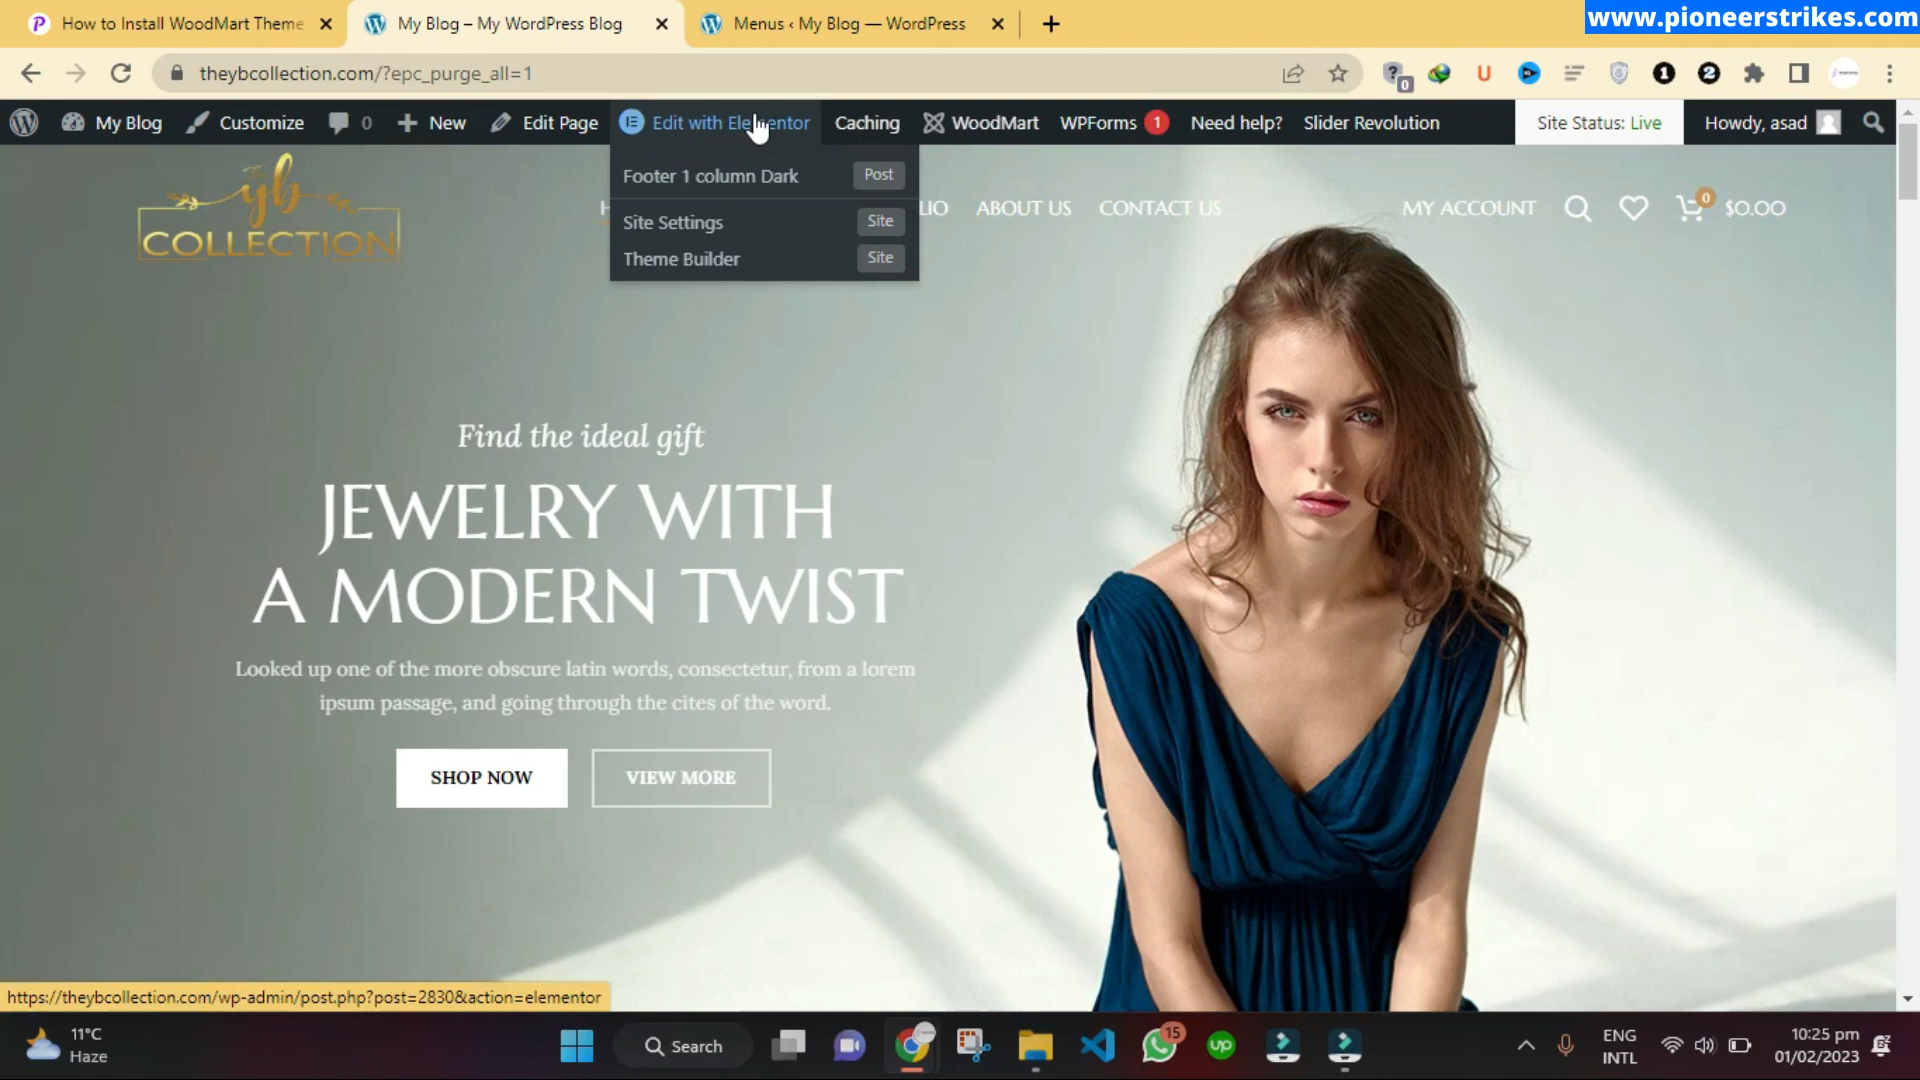 How to Install WoodMart Theme
My Blog – My WordPress Blog
Menus ‹ My Blog — WordPress
www.pioneerstrikes.com
theybcollection.com/?epc_purge_all=1
0
My Blog
Customize
0
New
Edit Page
Edit with Elementor
Caching
WoodMart
WPForms 1
Need help?
Slider Revolution
Site Status: Live
Howdy, asad
Footer 1 column Dark Post
Site Settings Site
Theme Builder Site
yb
COLLECTION
H
LIO
ABOUT US
CONTACT US
MY ACCOUNT
0
$0.00
Find the ideal gift
JEWELRY WITH
A MODERN TWIST
Looked up one of the more obscure latin words, consectetur, from a lorem
ipsum passage, and going through the cites of the word.
SHOP NOW
VIEW MORE
https://theybcollection.com/wp-admin/post.php?post=2830&action=elementor
11°C
Haze
Search
15
up
ENG
INTL
10:25 pm
01/02/2023